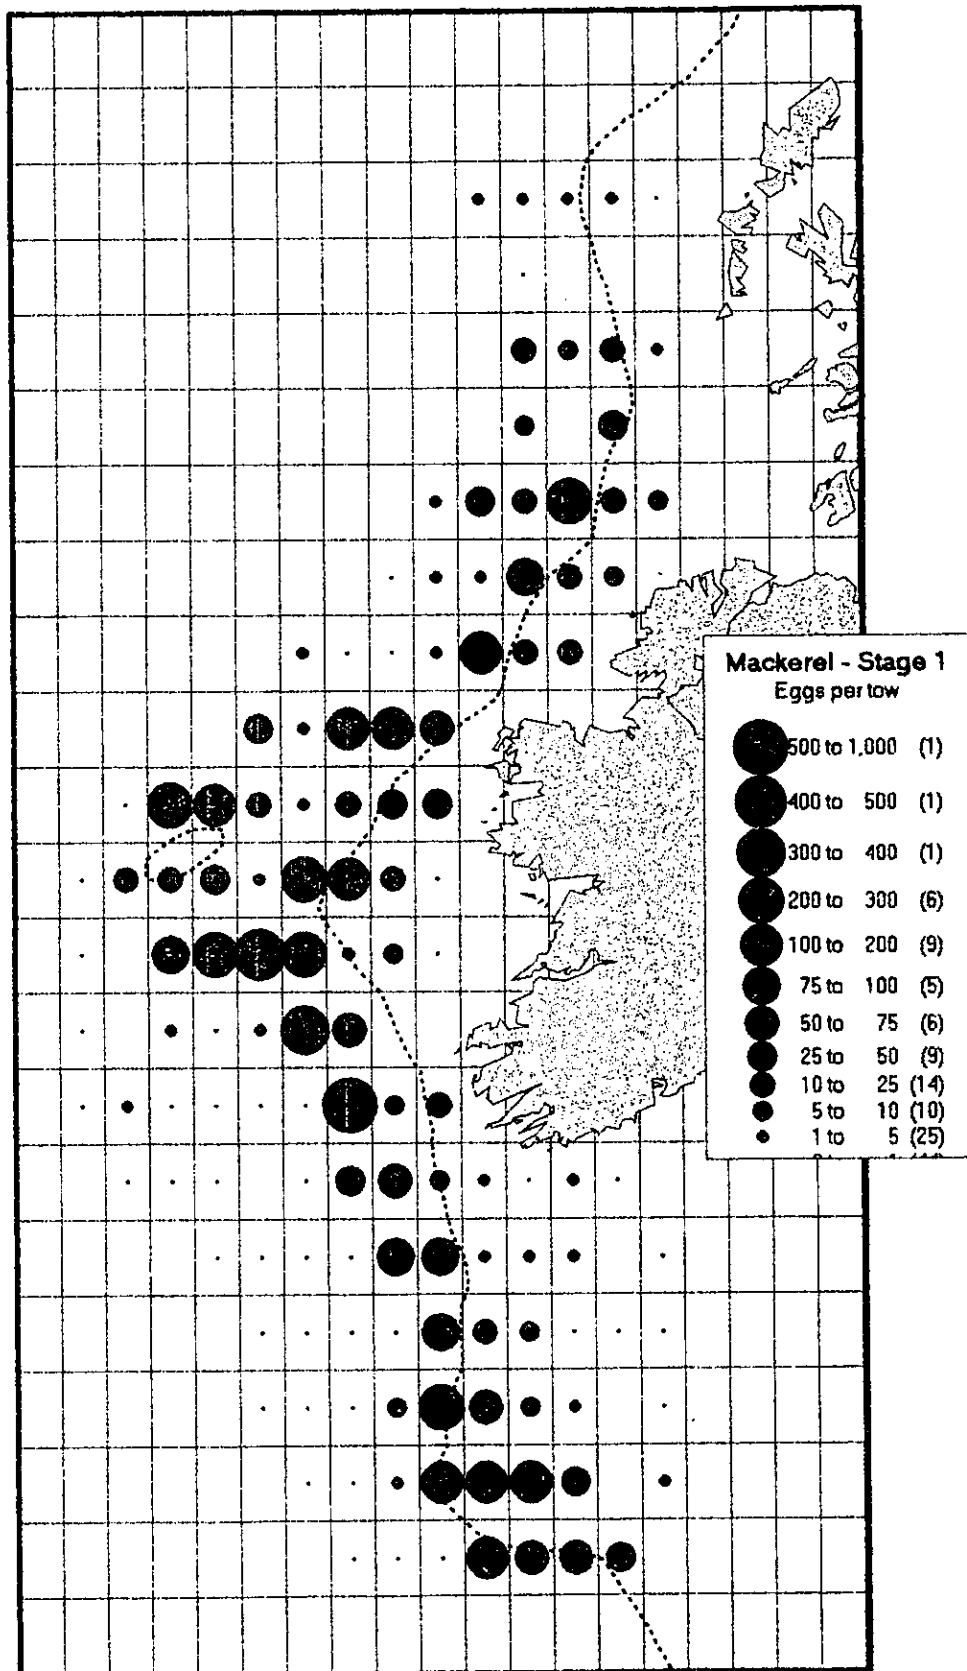 Mackerel - Stage 1
Eggs per tow
500 to 1,000 (1)
400 to 500 (1)
300 to 400 (1)
200 to 300 (6)
100 to 200 (9)
75 to 100 (5)
50 to 75 (6)
25 to 50 (9)
10 to 25 (14)
5 to 10 (10)
1 to 5 (25)